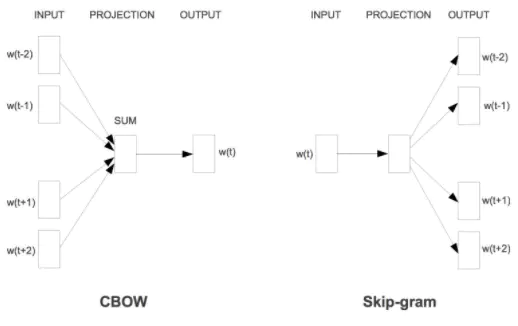 INPUT PROJECTION OUTPUT
w(t-2)
w(t-1)
SUM
w(t)
w(t+1)
w(t+2)
CBOW
INPUT PROJECTION OUTPUT
w(t-2)
w(t-1)
w(t)
w(t+1)
w(t+2)
Skip-gram